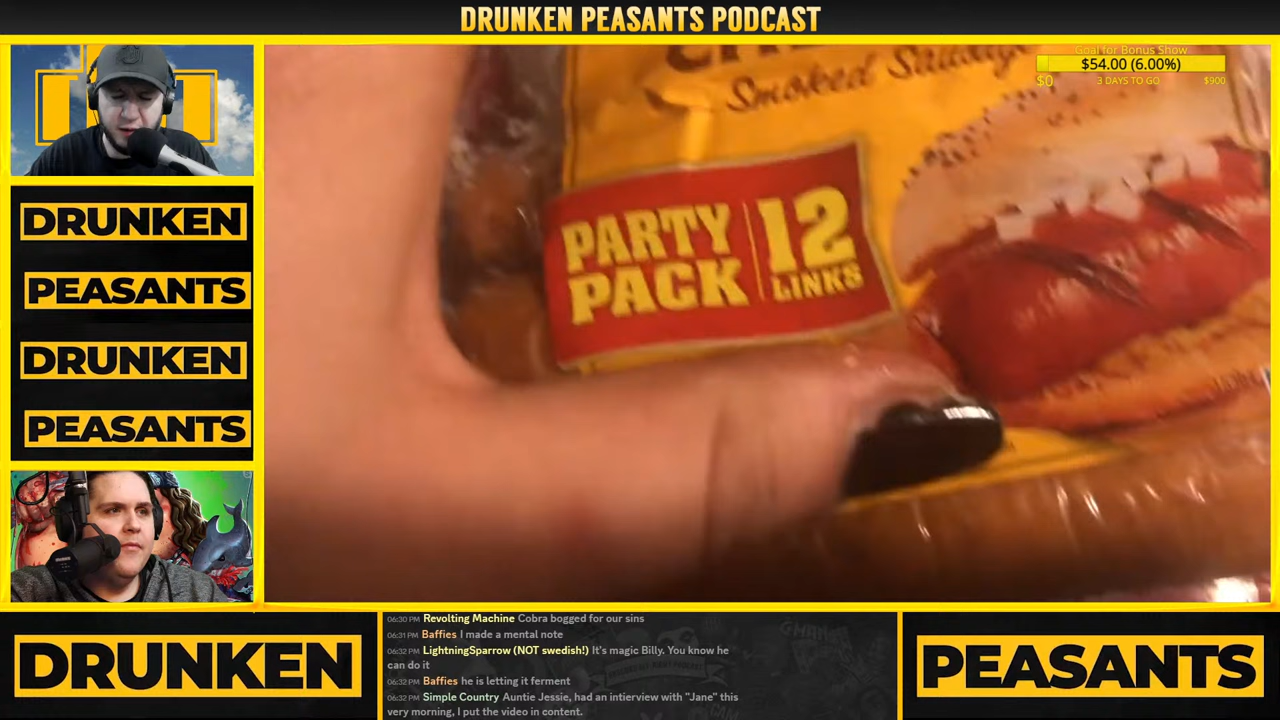 DRUNKEN PEASANTS PODCAST
Goal for Bonus Show
$54.00 (6.00%)
$0
3 DAYS TO GO
$900
Smoked Sausage
PARTY
PACK
12
LINKS
DRUNKEN
PEASANTS
DRUNKEN
PEASANTS
06:30 PM Revolting Machine Cobra bogged for our sins
06:31 PM Baffies I made a mental note
06:32 PM LightningSparrow (NOT swedish!) It's magic Billy. You know he
can do it
06:32 PM Baffies he is letting it ferment
06:32 PM Simple Country Auntie Jessie, had an intierview with "Jane" this
very morning, I put the video in content.
DRUNKEN
PEASANTS